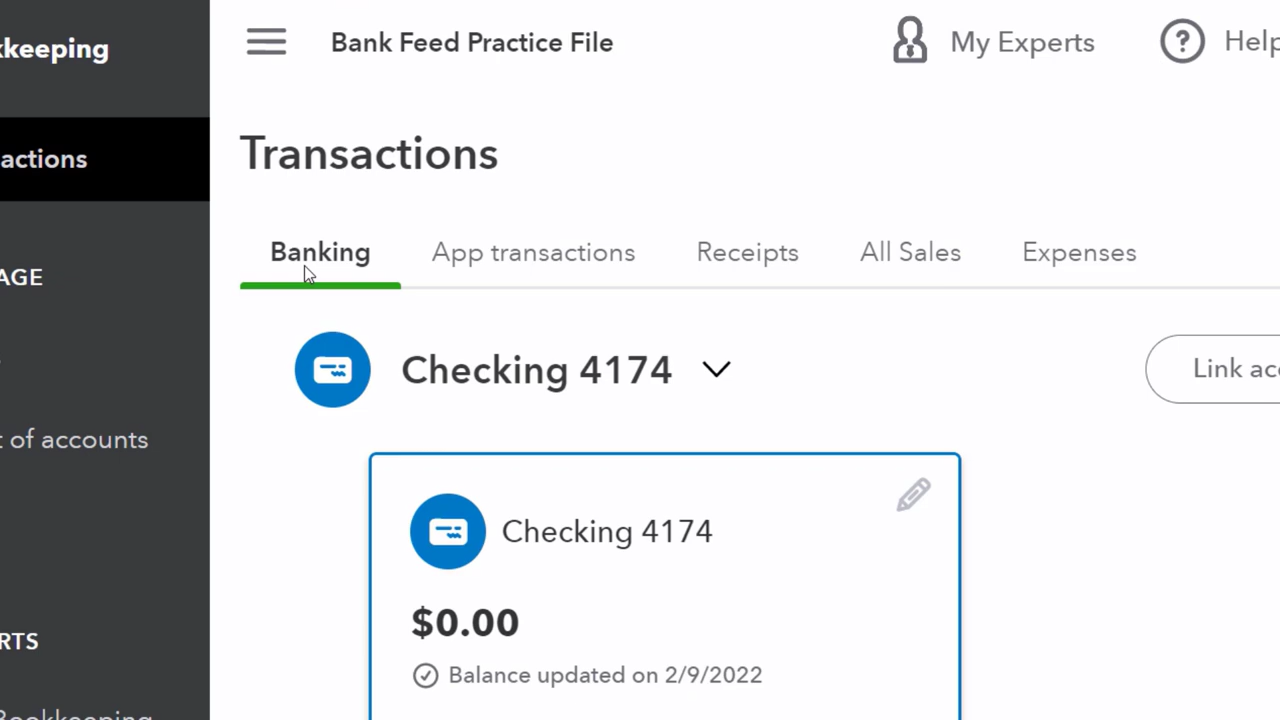 kkeeping
Bank Feed Practice File
My Experts
Help
Transactions
actions
Banking
App transactions
Receipts
All Sales
Expenses
AGE
Checking 4174
Link acc
t of accounts
Checking 4174
$0.00
RTS
Balance updated on 2/9/2022
Bookkeeping